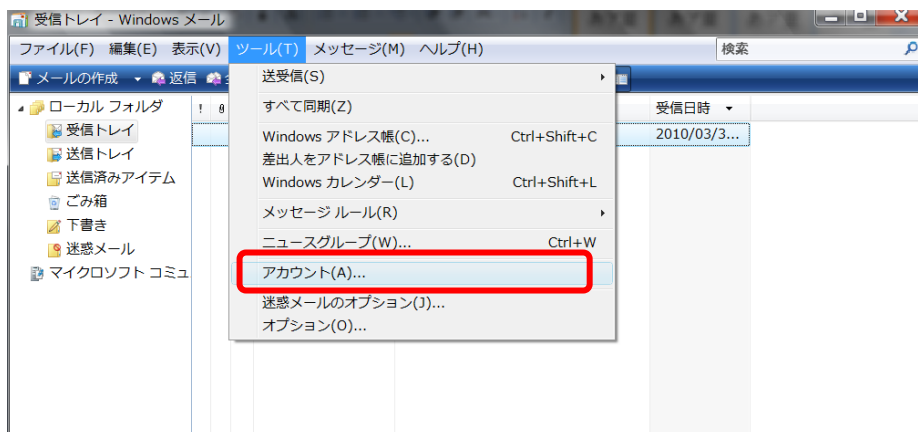 受信トレイ - Windows メール
ファイル(F) 編集(E) 表示(V) ツール(T) メッセージ(M) ヘルプ(H) 検索
メールの作成 返信
ローカル フォルダ ! 受信日時
受信トレイ 2010/03/3...
送信トレイ
送信済みアイテム
ごみ箱
下書き
迷惑メール
マイクロソフト コミュ
送受信(S)
すべて同期(Z)
Windows アドレス帳(C)... Ctrl+Shift+C
差出人をアドレス帳に追加する(D)
Windows カレンダー(L) Ctrl+Shift+L
メッセージ ルール(R)
ニュースグループ(W)... Ctrl+W
アカウント(A)...
迷惑メールのオプション(J)...
オプション(O)...